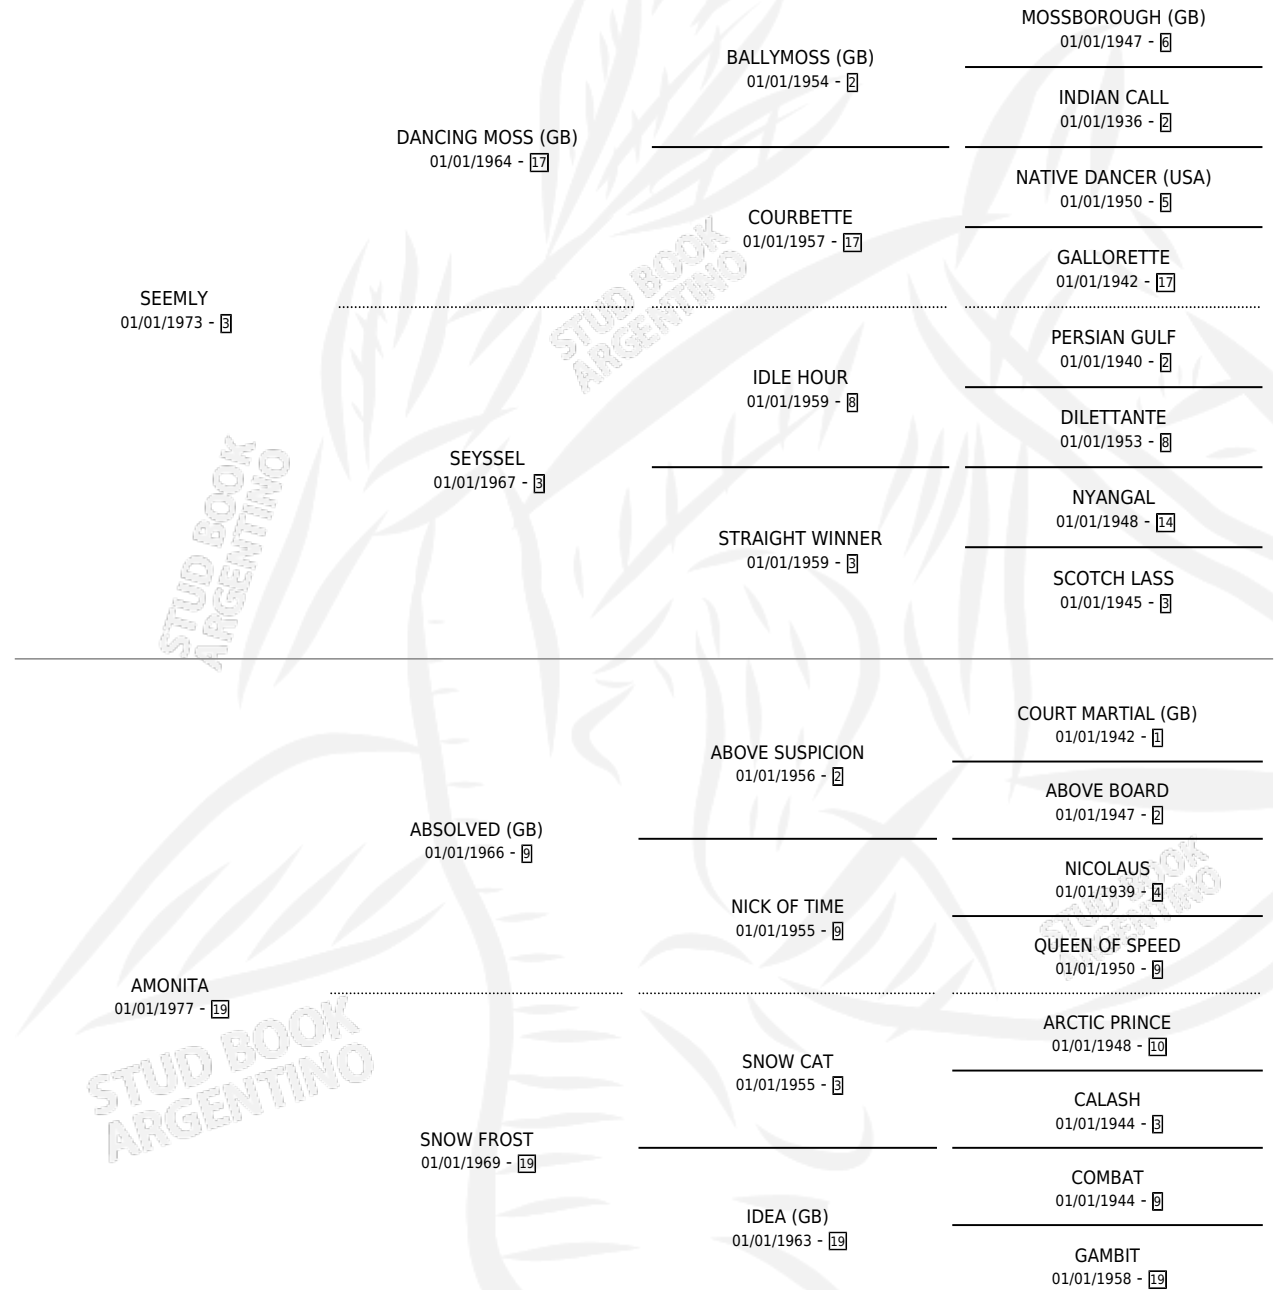 MOSSBOROUGH (GB)
01/01/1947 - 6
BALLYMOSS (GB)
01/01/1954 - 2
INDIAN CALL
01/01/1936 - 2
DANCING MOSS (GB)
01/01/1964 - 17
NATIVE DANCER (USA)
01/01/1950 - 5
COURBETTE
01/01/1957 - 17
GALLORETTE
01/01/1942 - 17
SEEMLY
01/01/1973 - 3
PERSIAN GULF
01/01/1940 - 2
IDLE HOUR
01/01/1959 - 8
DILETTANTE
01/01/1953 - 8
SEYSSEL
01/01/1967 - 3
NYANGAL
01/01/1948 - 14
STRAIGHT WINNER
01/01/1959 - 3
SCOTCH LASS
01/01/1945 - 3
COURT MARTIAL (GB)
01/01/1942 - 1
ABOVE SUSPICION
01/01/1956 - 2
ABOVE BOARD
01/01/1947 - 2
ABSOLVED (GB)
01/01/1966 - 9
NICOLAUS
01/01/1939 - 4
NICK OF TIME
01/01/1955 - 9
QUEEN OF SPEED
01/01/1950 - 9
AMONITA
01/01/1977 - 19
ARCTIC PRINCE
01/01/1948 - 10
SNOW CAT
01/01/1955 - 3
CALASH
01/01/1944 - 3
SNOW FROST
01/01/1969 - 19
COMBAT
01/01/1944 - 9
IDEA (GB)
01/01/1963 - 19
GAMBIT
01/01/1958 - 19
STUD BOOK
ARGENTINO
STUD BOOK
ARGENTINO
STUD BOOK
ARGENTINO
STUD BOOK
ARGENTINO